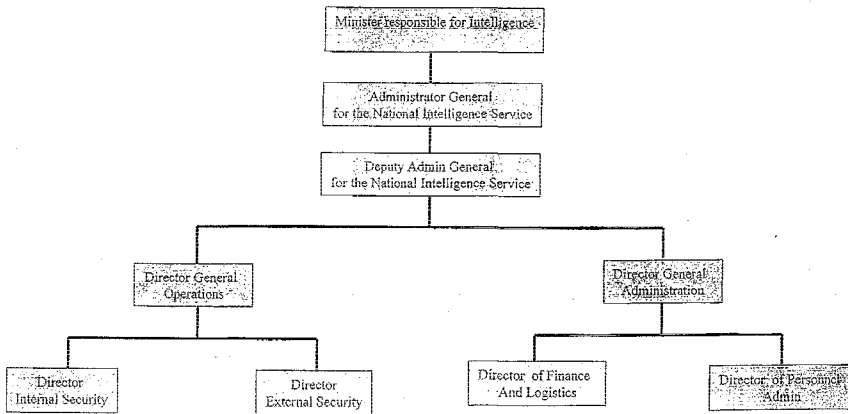 Minister responsible for Intelligence
Administrator General
for the National Intelligence Service
Deputy Admin General
for the National Intelligence Service
Director General
Operations
Director General
Administration
Director
Internal Security
Director
External Security
Director of Finance
And Logistics
Director of Personnel
Admin